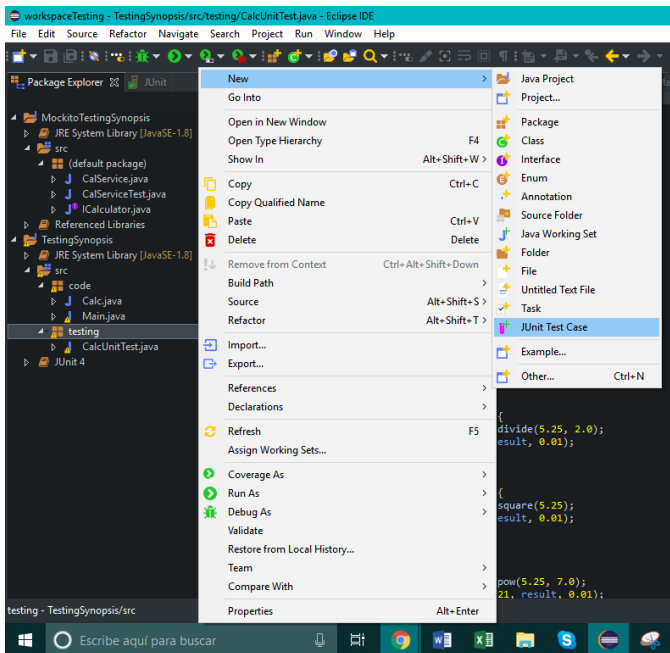 workspaceTesting - TestingSynopsis/src/testing/CalcUnitTest.java - Eclipse IDE
File Edit Source Refactor Navigate Search Project Run Window Help
Package Explorer JUnit
MockitoTestingSynopsis
JRE System Library [JavaSE-1.8]
src
(default package)
CalService.java
CalServiceTest.java
ICalculator.java
Referenced Libraries
TestingSynopsis
JRE System Library [JavaSE-1.8]
src
code
Calc.java
Main.java
testing
CalcUnitTest.java
JUnit 4
New
Go Into
Open in New Window
Open Type Hierarchy F4
Show In Alt+Shift+W >
Copy Ctrl+C
Copy Qualified Name
Paste Ctrl+V
Delete Delete
Remove from Context Ctrl+Alt+Shift+Down
Build Path
Source Alt+Shift+S >
Refactor Alt+Shift+T >
Import...
Export...
References
Declarations
Refresh F5
Assign Working Sets...
Coverage As
Run As
Debug As
Validate
Restore from Local History...
Team
Compare With
Properties Alt+Enter
Java Project
Project...
Package
Class
Interface
Enum
Annotation
Source Folder
Java Working Set
Folder
File
Untitled Text File
Task
JUnit Test Case
Example...
Other... Ctrl+N
{
divide(5.25, 2.0);
esult, 0.01);
{
square(5.25);
esult, 0.01);
pow(5.25, 7.0);
21, result, 0.01);
testing - TestingSynopsis/src
Escribe aquí para buscar